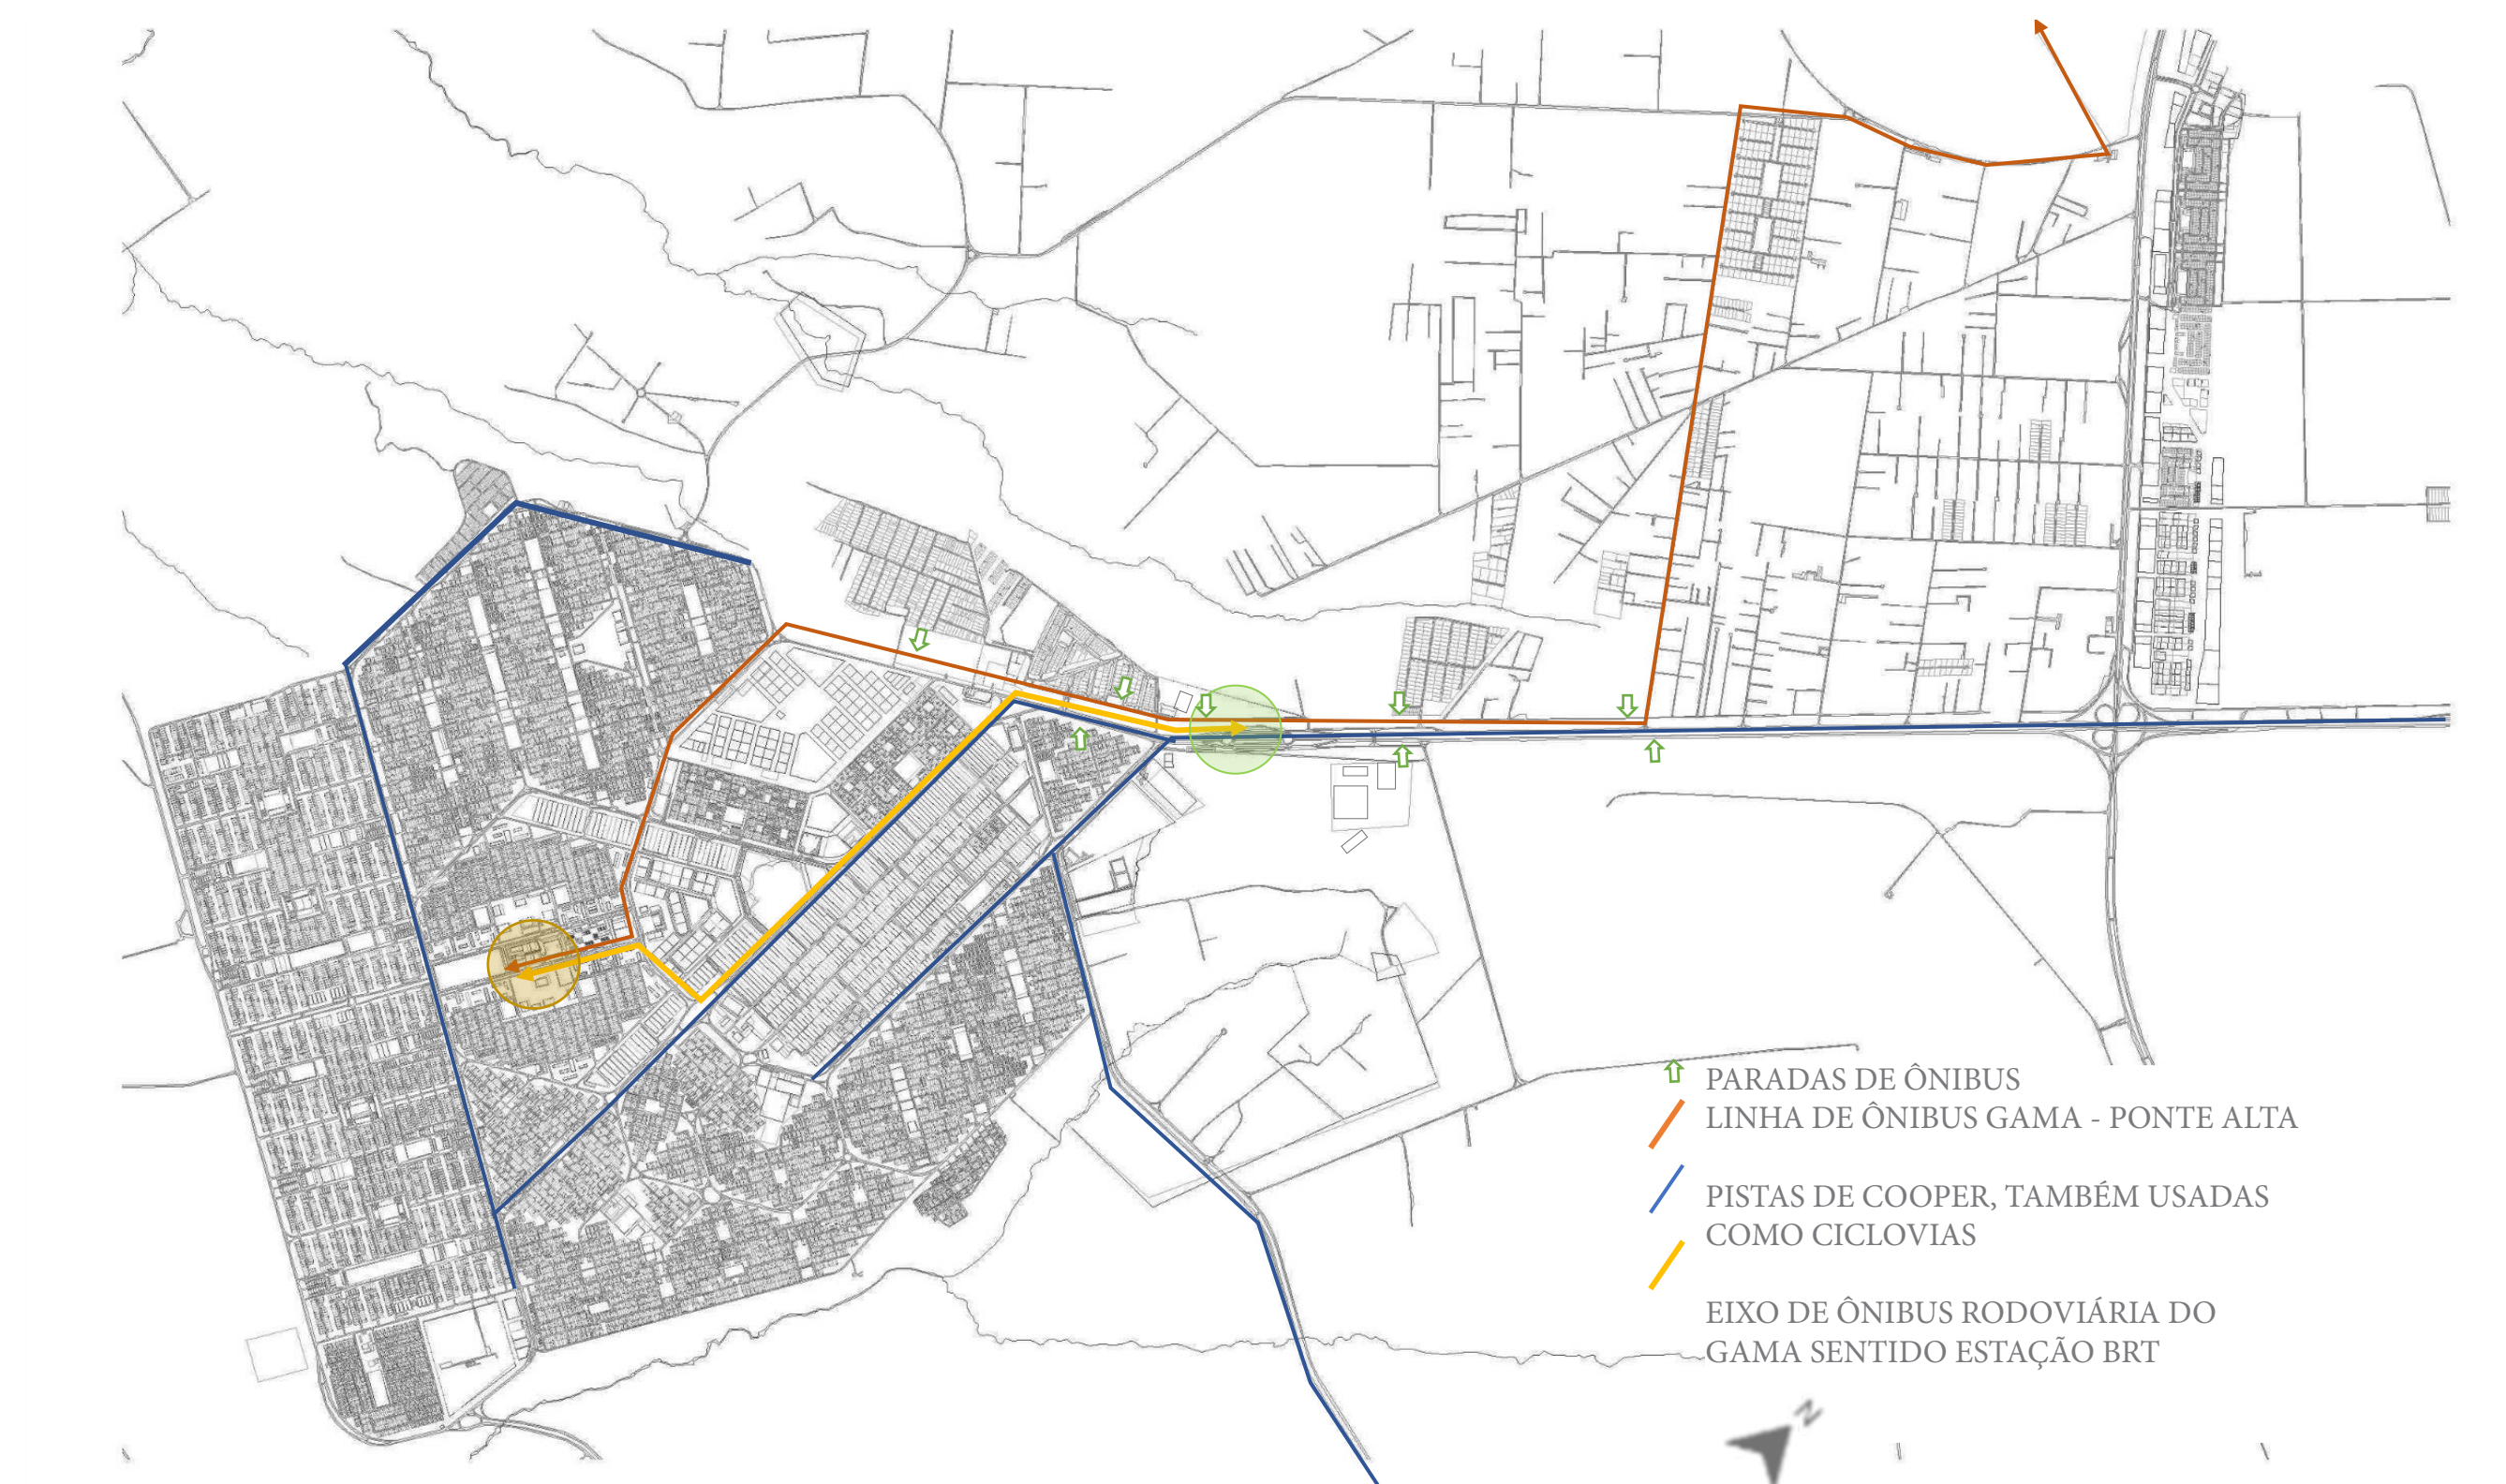 PARADAS DE ÔNIBUS
LINHA DE ÔNIBUS GAMA - PONTE ALTA
PISTAS DE COOPER, TAMBÉM USADAS
COMO CICLOVIAS
EIXO DE ÔNIBUS RODOVIÁRIA DO
GAMA SENTIDO ESTAÇÃO BRT
N